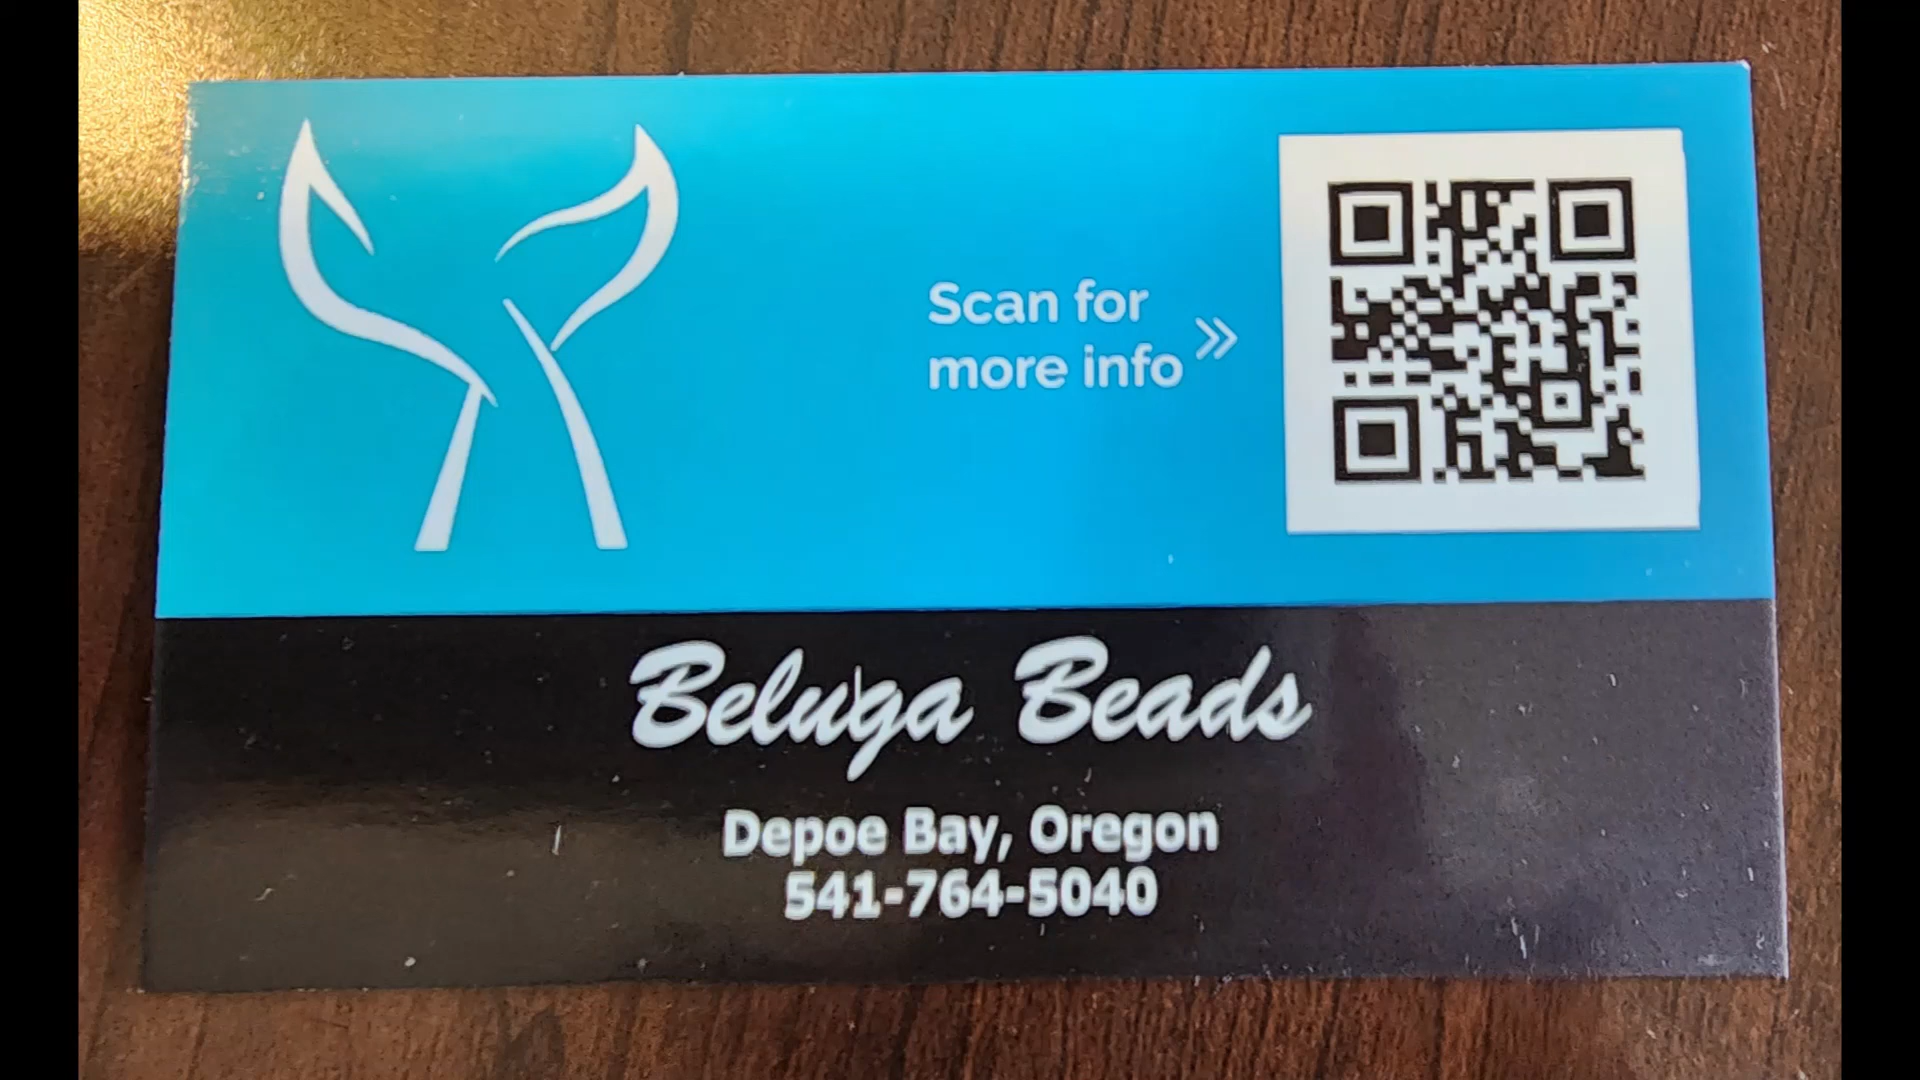 Scan for
more info
Beluga Beads
Depoe Bay, Oregon
541-764-5040